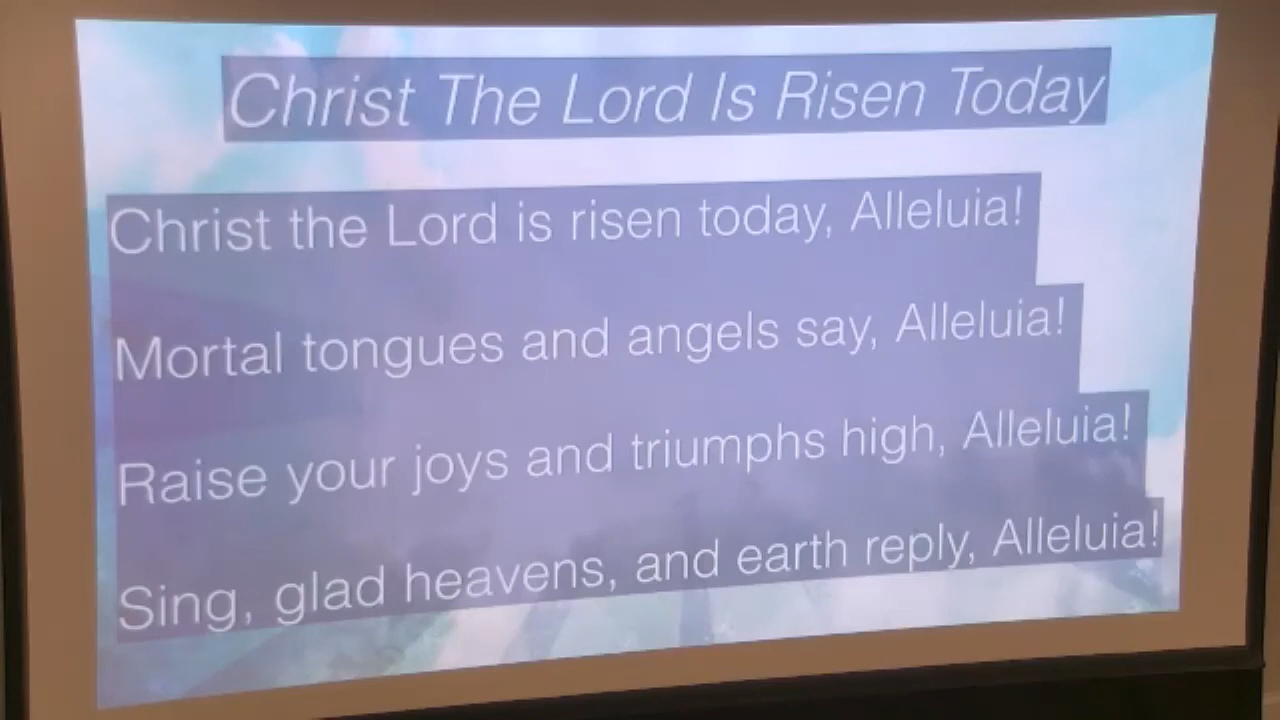 Christ The Lord Is Risen Today
Christ the Lord is risen today, Alleluia!
Mortal tongues and angels say, Alleluia!
Raise your joys and triumphs high, Alleluia!
Sing, glad heavens, and earth reply, Alleluia!